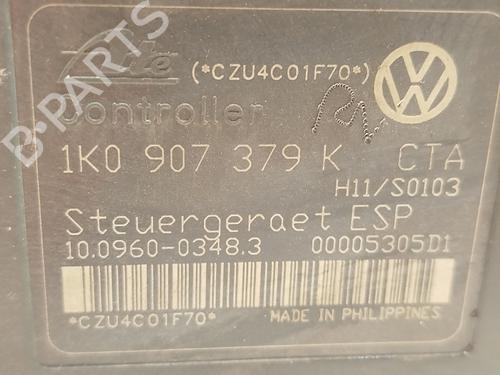 Ate (*CZU4C01F70*)
Controller
1K0 907 379 K CTA
H11/S0103
Steuergeraet ESP
10.0960-0348.3 00005305D1
*CZU4C01F70* MADE IN PHILIPPINES
B-PARTS